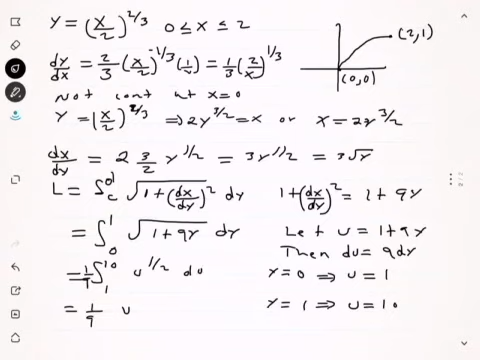 Y = (x/2)^{2/3} 0 ≤ x ≤ 2
(2,1)
dy/dx = 2/3 (x/2)^{-1/3} (1/2) = 1/3 (2/x)^{1/3}
(0,0)
Not cont at x=0
Y = (x/2)^{2/3} ⇒ 2y^{3/2} = x or x = 2y^{3/2}
dx/dy = 2 3/2 y^{1/2} = 3y^{1/2} = 3√y
L = ∫_c^d √(1+(dx/dy)^2) dy 1+(dx/dy)^2 = 1+9y
= ∫_0^1 √(1+9y) dy Let u = 1+9y
Then du = 9dy
= 1/9 ∫_1^10 u^{1/2} du y=0 ⇒ u=1
= 1/9 u y=1 ⇒ u=10